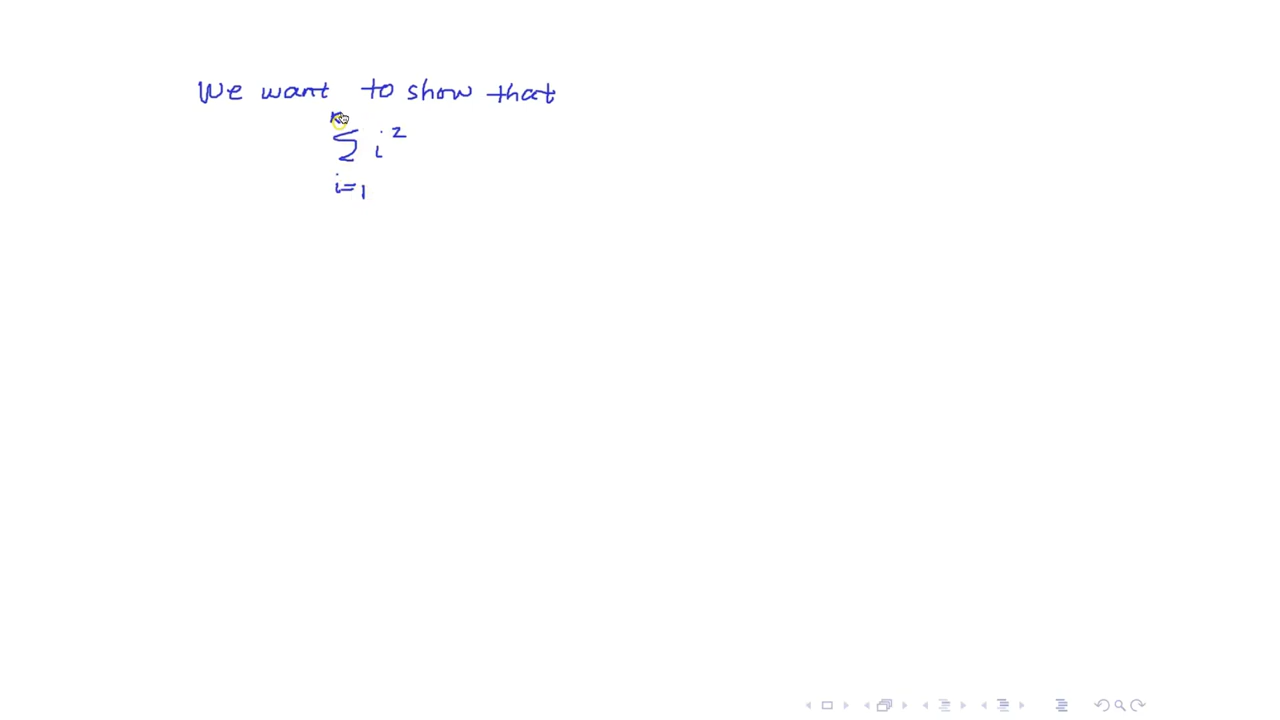 We want to show that
n
∑ i²
i=1